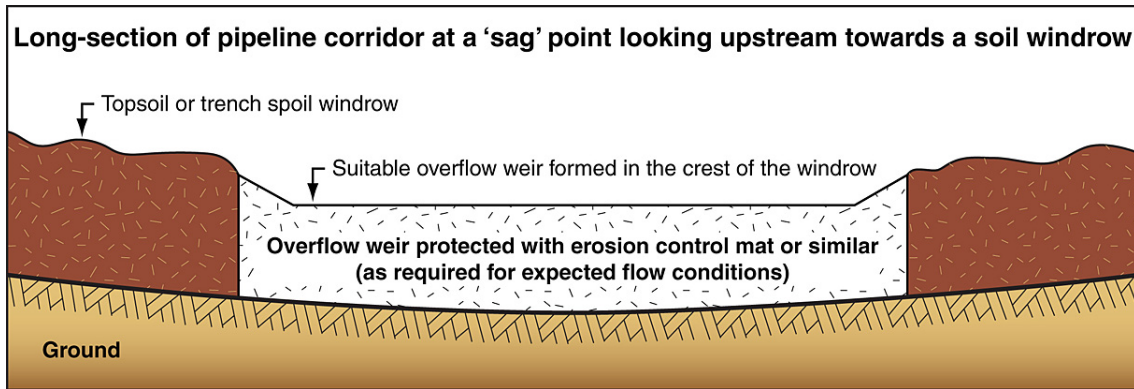 Long-section of pipeline corridor at a ‘sag’ point looking upstream towards a soil windrow
Topsoil or trench spoil windrow
Suitable overflow weir formed in the crest of the windrow
Overflow weir protected with erosion control mat or similar
(as required for expected flow conditions)
Ground